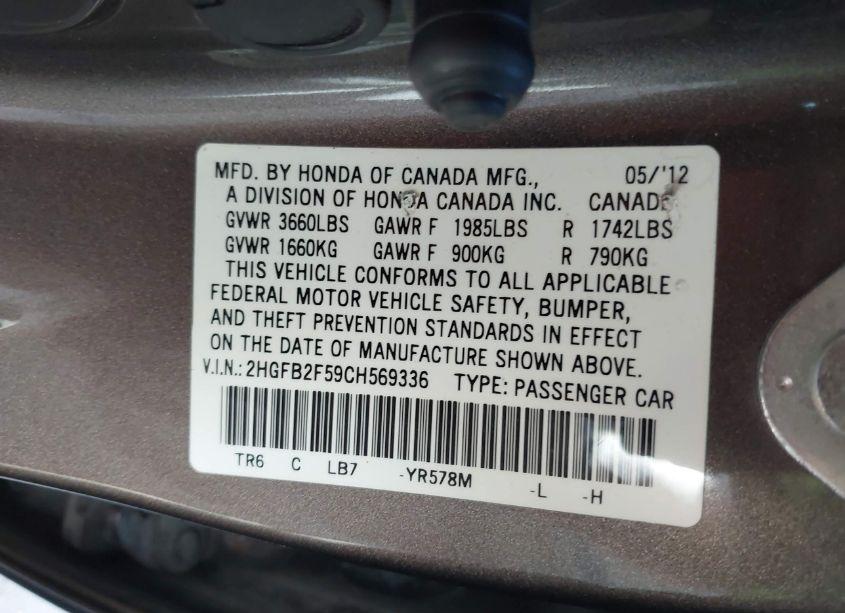 MFD. BY HONDA OF CANADA MFG., 05/'12
A DIVISION OF HONDA CANADA INC. CANADA
GVWR 3660LBS GAWR F 1985LBS R 1742LBS
GVWR 1660KG GAWR F 900KG R 790KG
THIS VEHICLE CONFORMS TO ALL APPLICABLE
FEDERAL MOTOR VEHICLE SAFETY, BUMPER,
AND THEFT PREVENTION STANDARDS IN EFFECT
ON THE DATE OF MANUFACTURE SHOWN ABOVE.
V.I.N.: 2HGFB2F59CH569336 TYPE: PASSENGER CAR
TR6 C LB7 -YR578M -L -H